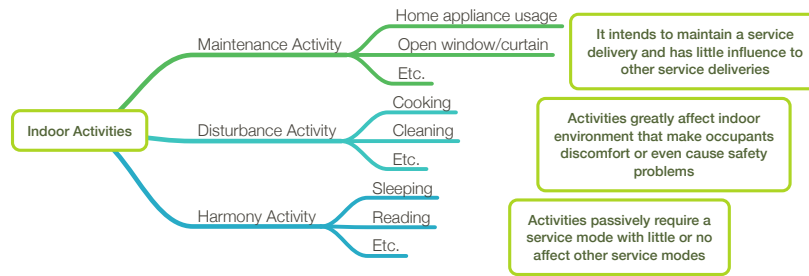 Indoor Activities
Maintenance Activity
Home appliance usage
Open window/curtain
Etc.
It intends to maintain a service
delivery and has little influence to
other service deliveries
Disturbance Activity
Cooking
Cleaning
Etc.
Activities greatly affect indoor
environment that make occupants
discomfort or even cause safety
problems
Harmony Activity
Sleeping
Reading
Etc.
Activities passively require a
service mode with little or no
affect other service modes